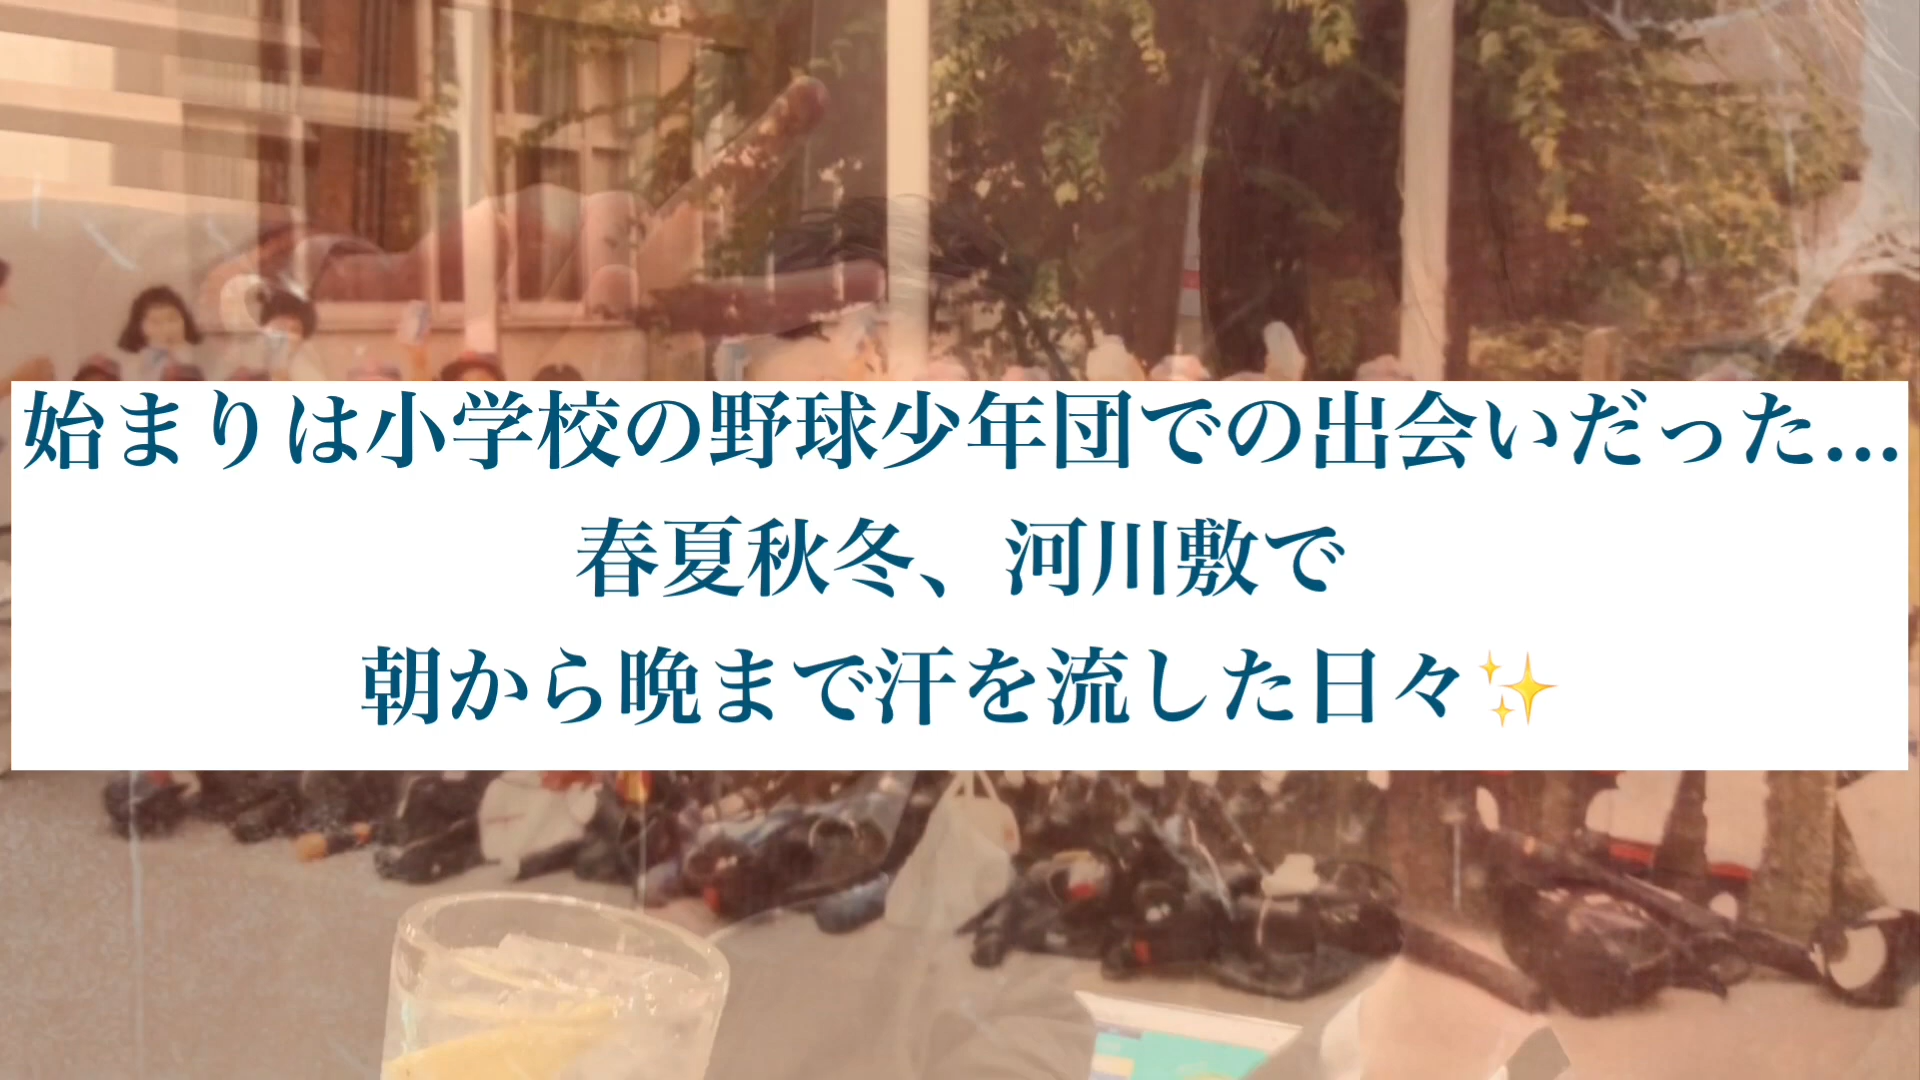 始まりは小学校の野球少年団での出会いだった...
春夏秋冬、河川敷で
朝から晩まで汗を流した日々✨